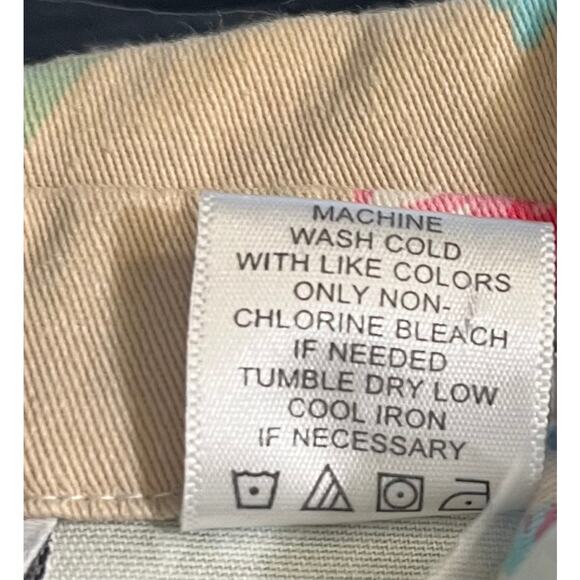 MACHINE
WASH COLD
WITH LIKE COLORS
ONLY NON-
CHLORINE BLEACH
IF NEEDED
TUMBLE DRY LOW
COOL IRON
IF NECESSARY